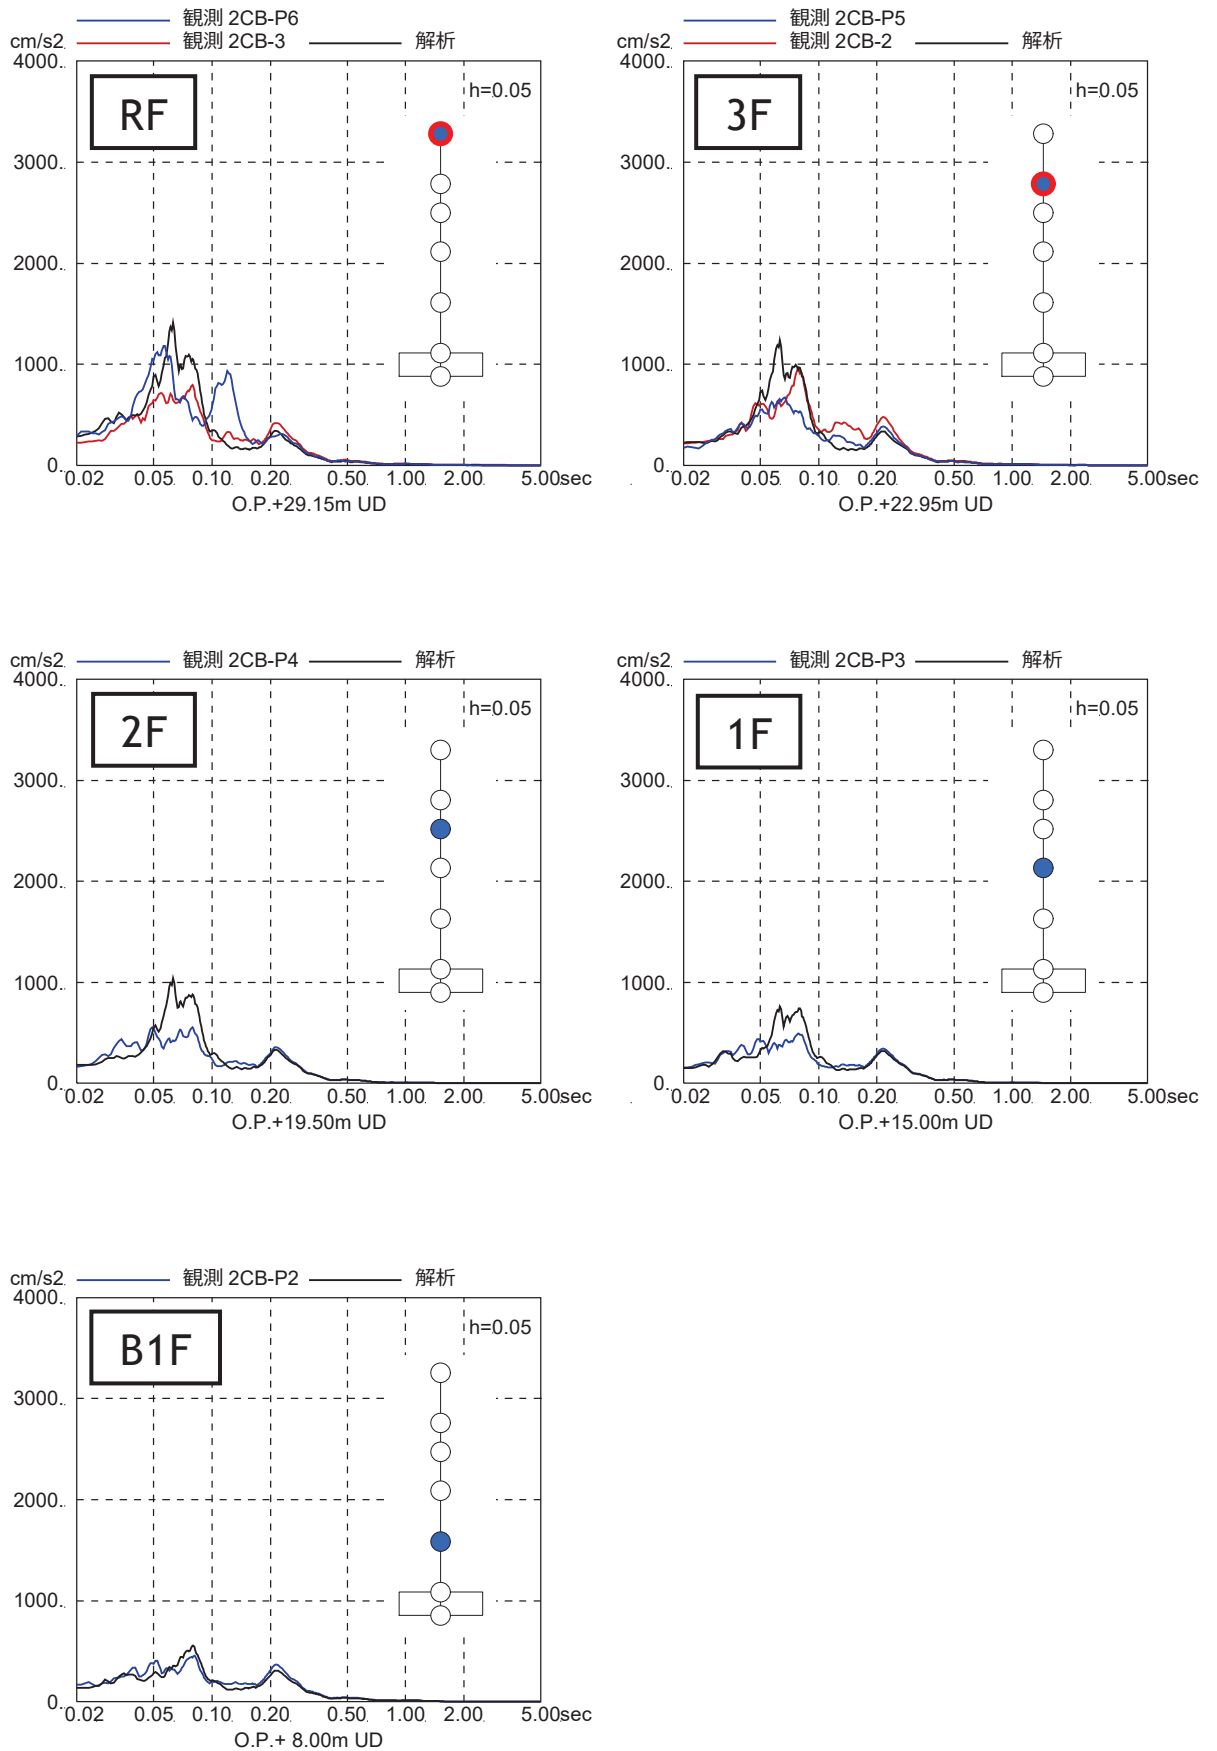 観測 2CB-P6
cm/s2 観測 2CB-3 解析
4000.
RF
h=0.05
3000.
2000.
1000.
0.
0.02 0.05 0.10 0.20 0.50 1.00 2.00 5.00sec
O.P.+29.15m UD
観測 2CB-P5
cm/s2 観測 2CB-2 解析
4000.
3F
h=0.05
3000.
2000.
1000.
0.
0.02 0.05 0.10 0.20 0.50 1.00 2.00 5.00sec
O.P.+22.95m UD
cm/s2 観測 2CB-P4 解析
4000.
2F
h=0.05
3000.
2000.
1000.
0.
0.02 0.05 0.10 0.20 0.50 1.00 2.00 5.00sec
O.P.+19.50m UD
cm/s2 観測 2CB-P3 解析
4000.
1F
h=0.05
3000.
2000.
1000.
0.
0.02 0.05 0.10 0.20 0.50 1.00 2.00 5.00sec
O.P.+15.00m UD
cm/s2 観測 2CB-P2 解析
4000.
B1F
h=0.05
3000.
2000.
1000.
0.
0.02 0.05 0.10 0.20 0.50 1.00 2.00 5.00sec
O.P.+ 8.00m UD